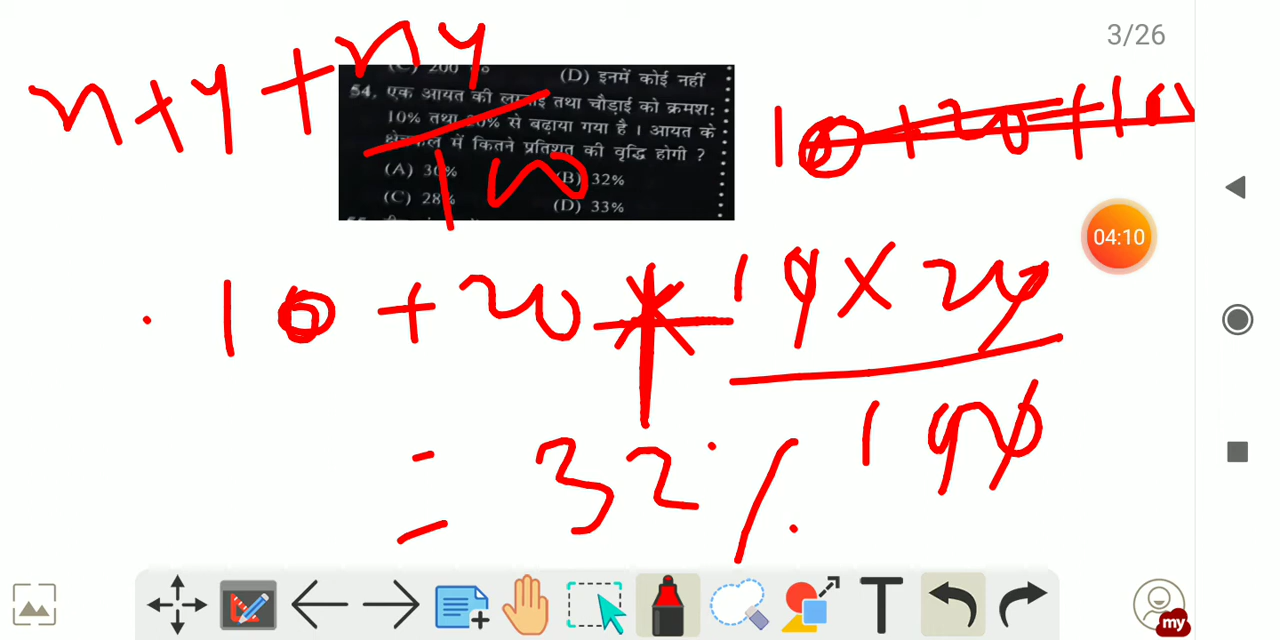 3/26
x+y+xy
(C) 200 % (D) इनमें कोई नहीं
54. एक आयत की लम्बाई तथा चौड़ाई को क्रमश:
10% तथा 20% से बढ़ाया गया है । आयत के
क्षेत्रफल में कितने प्रतिशत की वृद्धि होगी ?
(A) 30% (B) 32%
(C) 28% (D) 33%
100
10 + 20 + 10
04:10
10 + 20 + 10 × 20
100
= 32%
T
my